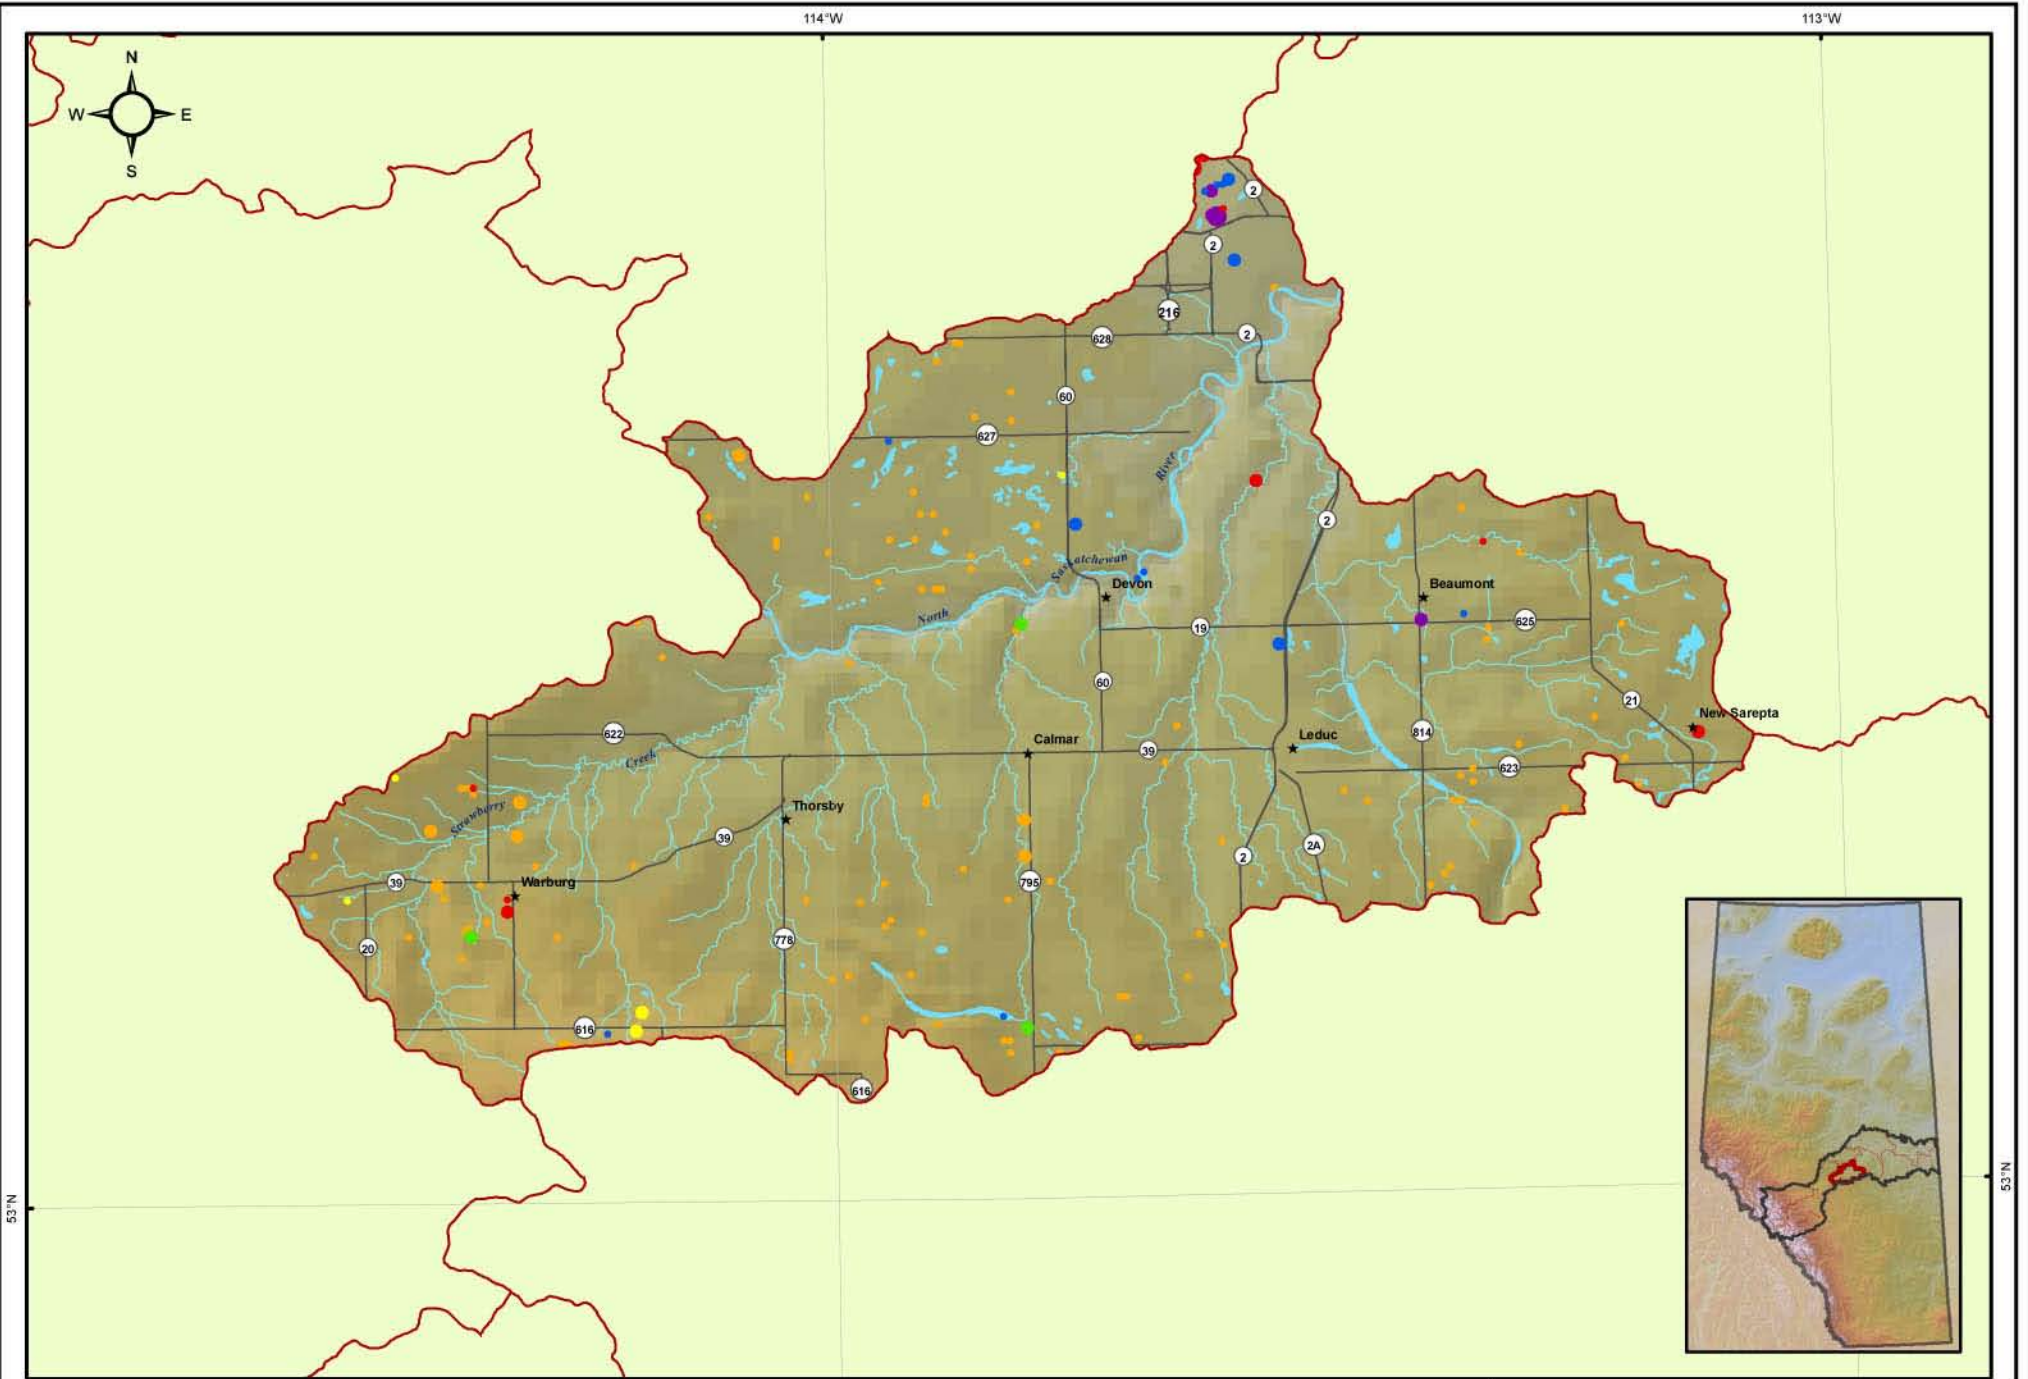 114°W
113°W
N
W
E
S
2
2
216
2
628
60
627
River
2
Saskatchewan
Devon
Beaumont
North
19
625
60
21
New Sarepta
622
Calmar
39
Leduc
814
Creek
623
Strawberry
Thorsby
39
2
2A
39
Warburg
795
20
778
616
616
53°N
53°N